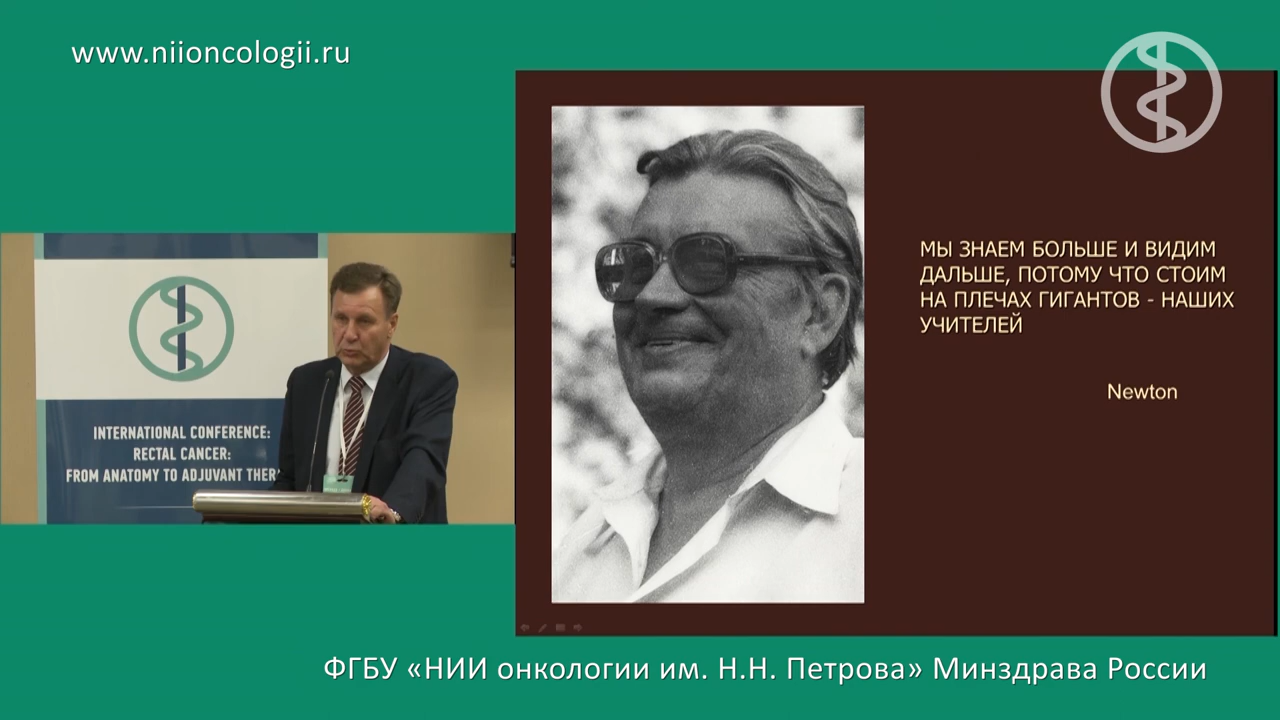 www.niioncologii.ru
INTERNATIONAL CONFERENCE:
RECTAL CANCER:
FROM ANATOMY TO ADJUVANT
МЫ ЗНАЕМ БОЛЬШЕ И ВИДИМ
ДАЛЬШЕ, ПОТОМУ ЧТО СТОИМ
НА ПЛЕЧАХ ГИГАНТОВ - НАШИХ
УЧИТЕЛЕЙ
Newton
ФГБУ «НИИ онкологии им. Н.Н. Петрова» Минздрава России